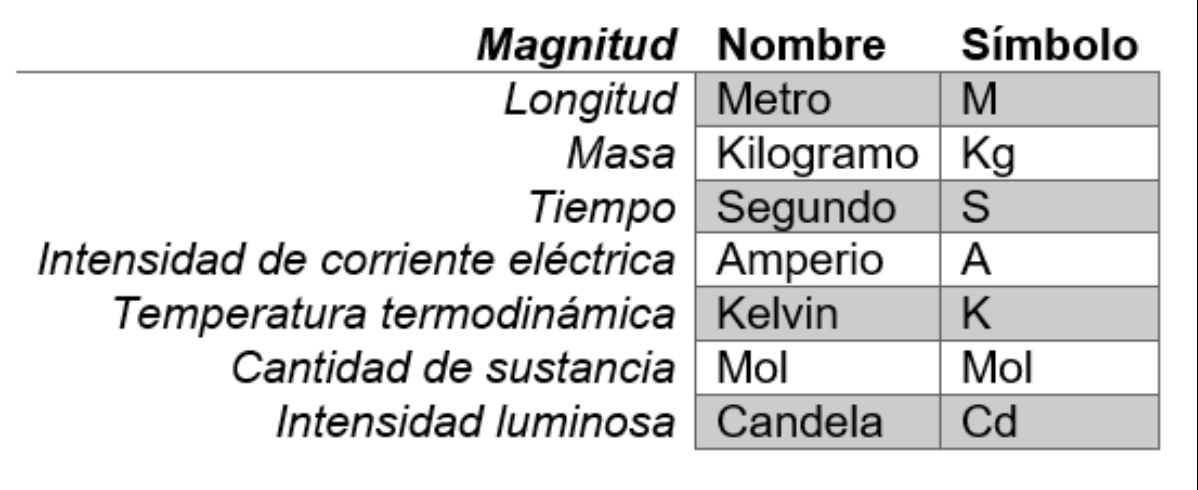 Magnitud Nombre Símbolo
Longitud Metro M
Masa Kilogramo Kg
Tiempo Segundo S
Intensidad de corriente eléctrica Amperio A
Temperatura termodinámica Kelvin K
Cantidad de sustancia Mol Mol
Intensidad luminosa Candela Cd